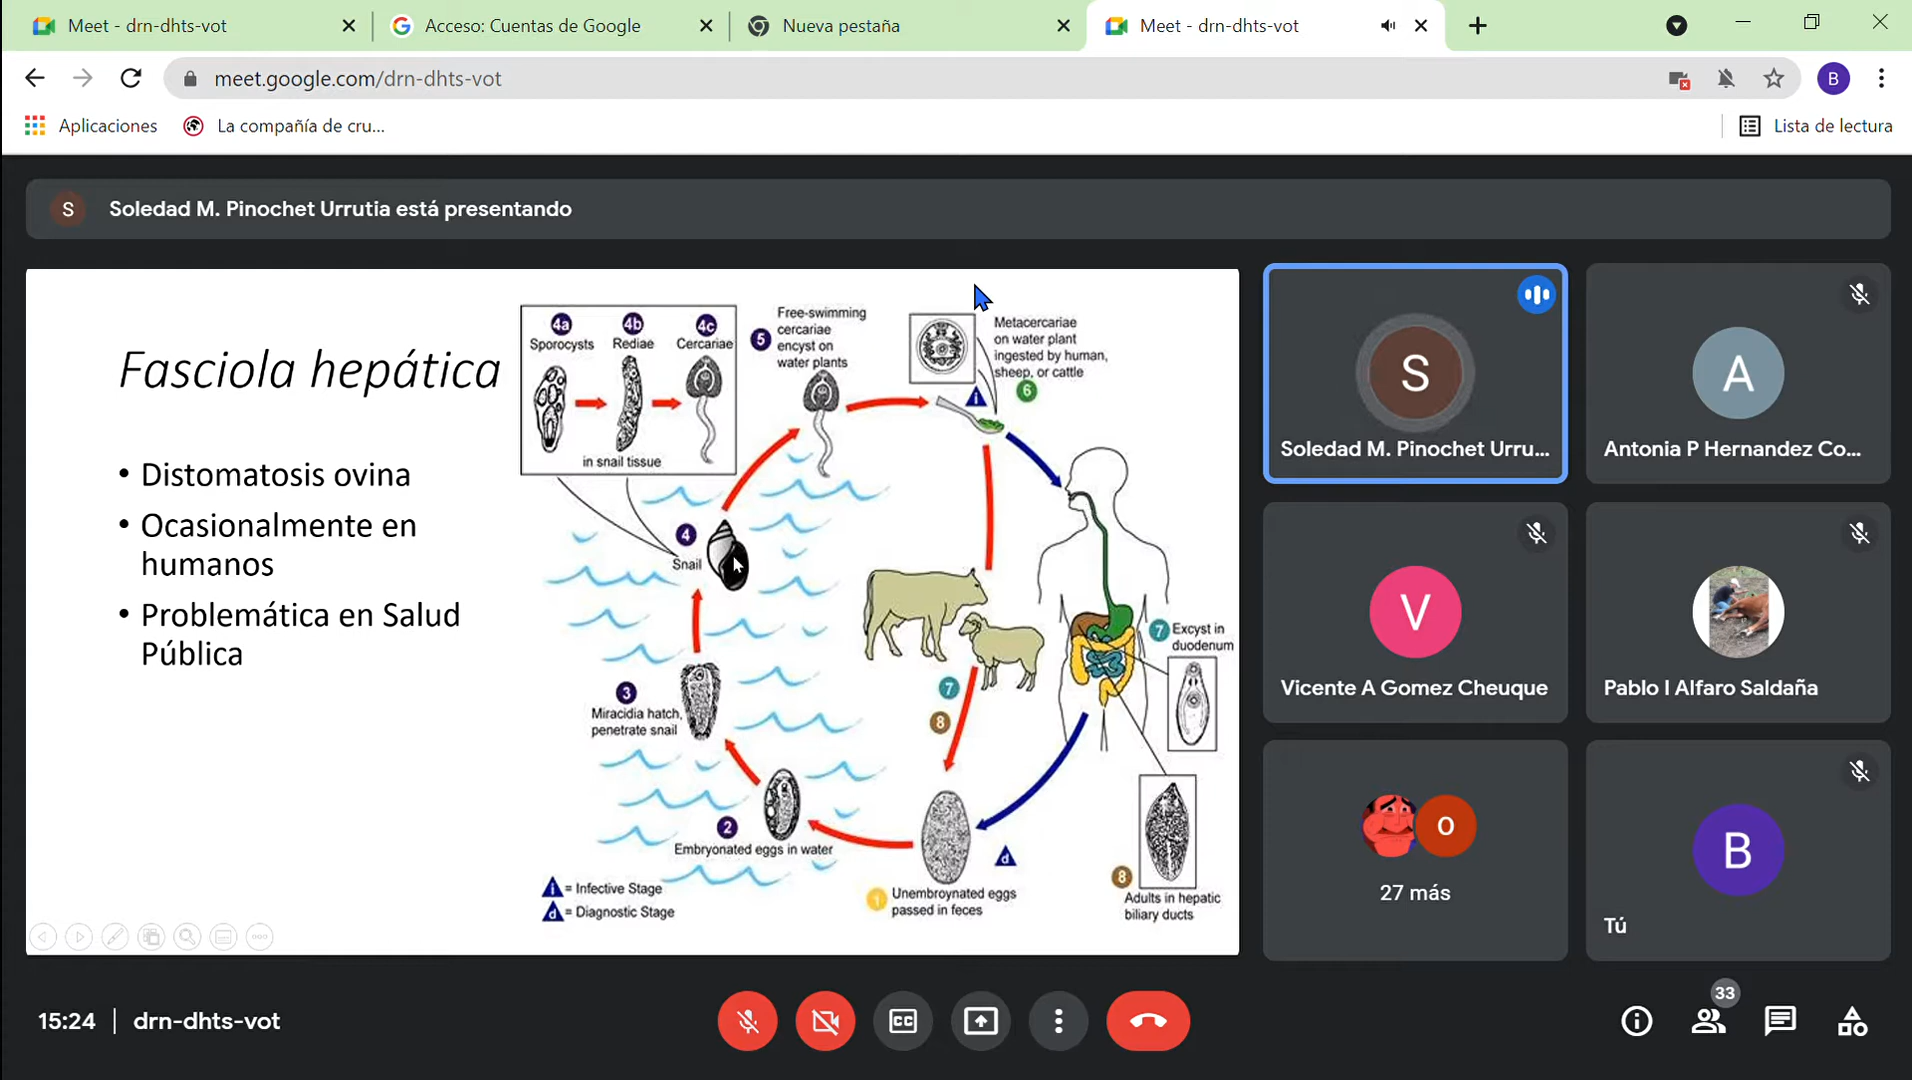 Meet - drn-dhts-vot
Acceso: Cuentas de Google
Nueva pestaña
Meet - drn-dhts-vot
meet.google.com/drn-dhts-vot
B
Aplicaciones
La compañía de cru...
Lista de lectura
S
Soledad M. Pinochet Urrutia está presentando
Fasciola hepática
• Distomatosis ovina
• Ocasionalmente en
humanos
• Problemática en Salud
Pública
4a
4b
4c
Sporocysts
Rediae
Cercariae
in snail tissue
5
Free-swimming
cercariae
encyst on
water plants
Metacercariae
on water plant
ingested by human,
sheep, or cattle
6
i
4
Snail
3
Miracidia hatch,
penetrate snail
2
Embryonated eggs in water
7
8
7
Excyst in
duodenum
d
1
Unembroynated eggs
passed in feces
8
Adults in hepatic
biliary ducts
i = Infective Stage
d = Diagnostic Stage
S
Soledad M. Pinochet Urru...
A
Antonia P Hernandez Co...
V
Vicente A Gomez Cheuque
Pablo I Alfaro Saldaña
O
27 más
B
Tú
15:24 | drn-dhts-vot
CC
33